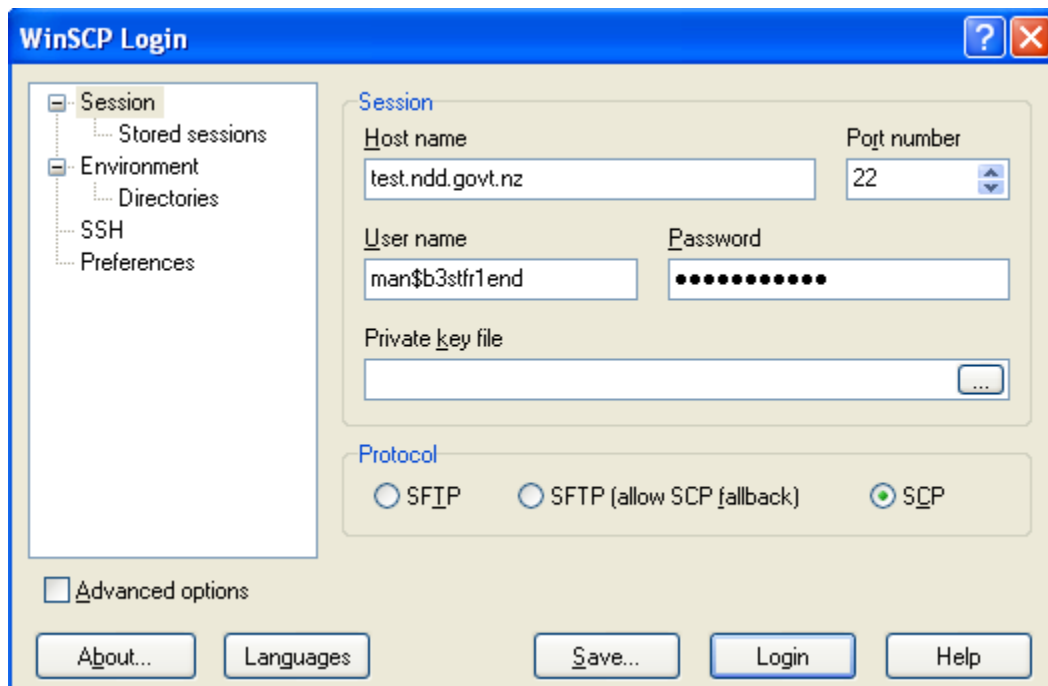 WinSCP Login
Session
Stored sessions
Environment
Directories
SSH
Preferences
Session
Host name Port number
test.ndd.govt.nz 22
User name Password
man$b3stfr1end ●●●●●●●●●●●
Private key file
...
Protocol
SFTP SFTP (allow SCP fallback) SCP
Advanced options
About... Languages Save... Login Help